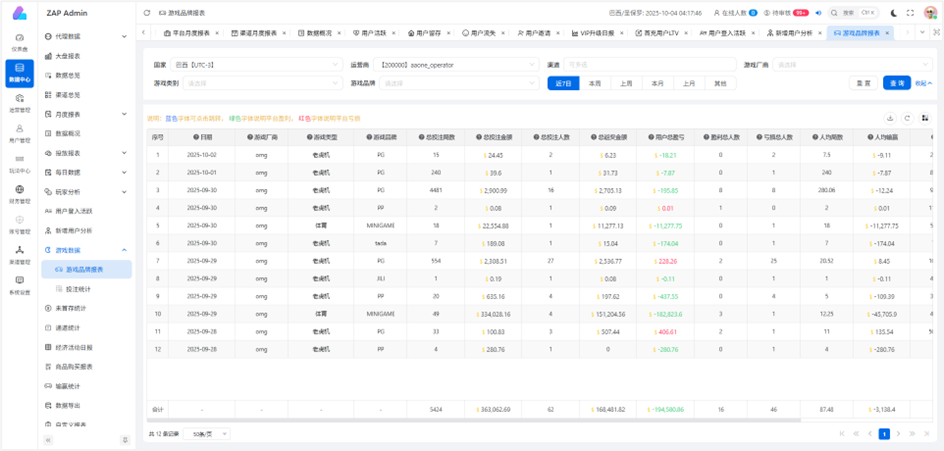 ZAP Admin
游戏品牌报表
巴西/圣保罗: 2025-10-04 04:17:46
在线人数 0
待审核 99+
搜索 Ctrl K
仪表盘
数据中心
运营管理
用户管理
玩法中心
财务管理
账号管理
渠道管理
系统设置
代理数据
大盘报表
数据总览
渠道总览
月度报表
数据概况
投放报表
每日数据
玩家分析
用户登入活跃
新增用户分析
游戏数据
游戏品牌报表
投注统计
未首存统计
通道统计
经济活动日报
商品购买报表
输赢统计
数据导出
自定义报表
平台月度报表 × 渠道月度报表 × 数据概况 × 用户活跃 × 用户留存 × 用户流失 × 用户邀请 × VIP升级日报 × 首充用户LTV × 用户登入活跃 × 新增用户分析 × 游戏品牌报表 ×
国家 巴西【UTC-3】 运营商 【200000】saone_operator 渠道 可多选 游戏厂商 请选择
游戏类别 请选择 游戏品牌 请选择 近7日 本周 上周 本月 上月 其他 重 置 查 询 收起
说明: 蓝色字体可点击跳转, 绿色字体说明平台盈利, 红色字体说明平台亏损
序号 日期 游戏厂商 游戏类型 游戏品牌 总投注局数 总投注金额 总投注人数 总返奖金额 用户总盈亏 盈利总人数 亏损总人数 人均局数 人均输赢
1 2025-10-02 omg 老虎机 PG 15 $ 24.45 2 $ 6.23 $ -18.21 0 2 7.5 $ -9.11
2 2025-10-01 omg 老虎机 PG 240 $ 39.6 1 $ 31.73 $ -7.87 0 1 240 $ -7.87
3 2025-09-30 omg 老虎机 PG 4481 $ 2,900.99 16 $ 2,705.13 $ -195.85 8 8 280.06 $ -12.24
4 2025-09-30 omg 老虎机 PP 2 $ 0.08 1 $ 0.09 $ 0.01 1 0 2 $ 0.01
5 2025-09-30 omg 体育 MINIGAME 18 $ 22,554.88 1 $ 11,277.13 $ -11,277.75 0 1 18 $ -11,277.75
6 2025-09-30 omg 老虎机 tada 7 $ 189.08 1 $ 15.04 $ -174.04 0 1 7 $ -174.04
7 2025-09-29 omg 老虎机 PG 554 $ 2,308.51 27 $ 2,536.77 $ 228.26 2 25 20.52 $ 8.45
8 2025-09-29 omg 老虎机 JILI 1 $ 0.19 1 $ 0.08 $ -0.11 0 1 1 $ -0.11
9 2025-09-29 omg 老虎机 PP 20 $ 635.16 4 $ 197.62 $ -437.55 0 4 5 $ -109.39
10 2025-09-29 omg 体育 MINIGAME 49 $ 334,028.16 4 $ 151,204.56 $ -182,823.6 3 1 12.25 $ -45,705.9
11 2025-09-28 omg 老虎机 PG 33 $ 100.83 3 $ 507.44 $ 406.61 2 1 11 $ 135.54
12 2025-09-28 omg 老虎机 PP 4 $ 280.76 1 0 $ -280.76 0 1 4 $ -280.76
合计 - - - - 5424 $ 363,062.69 62 $ 168,481.82 $ -194,580.86 16 46 87.48 $ -3,138.4
共 12 条记录 50条/页
1